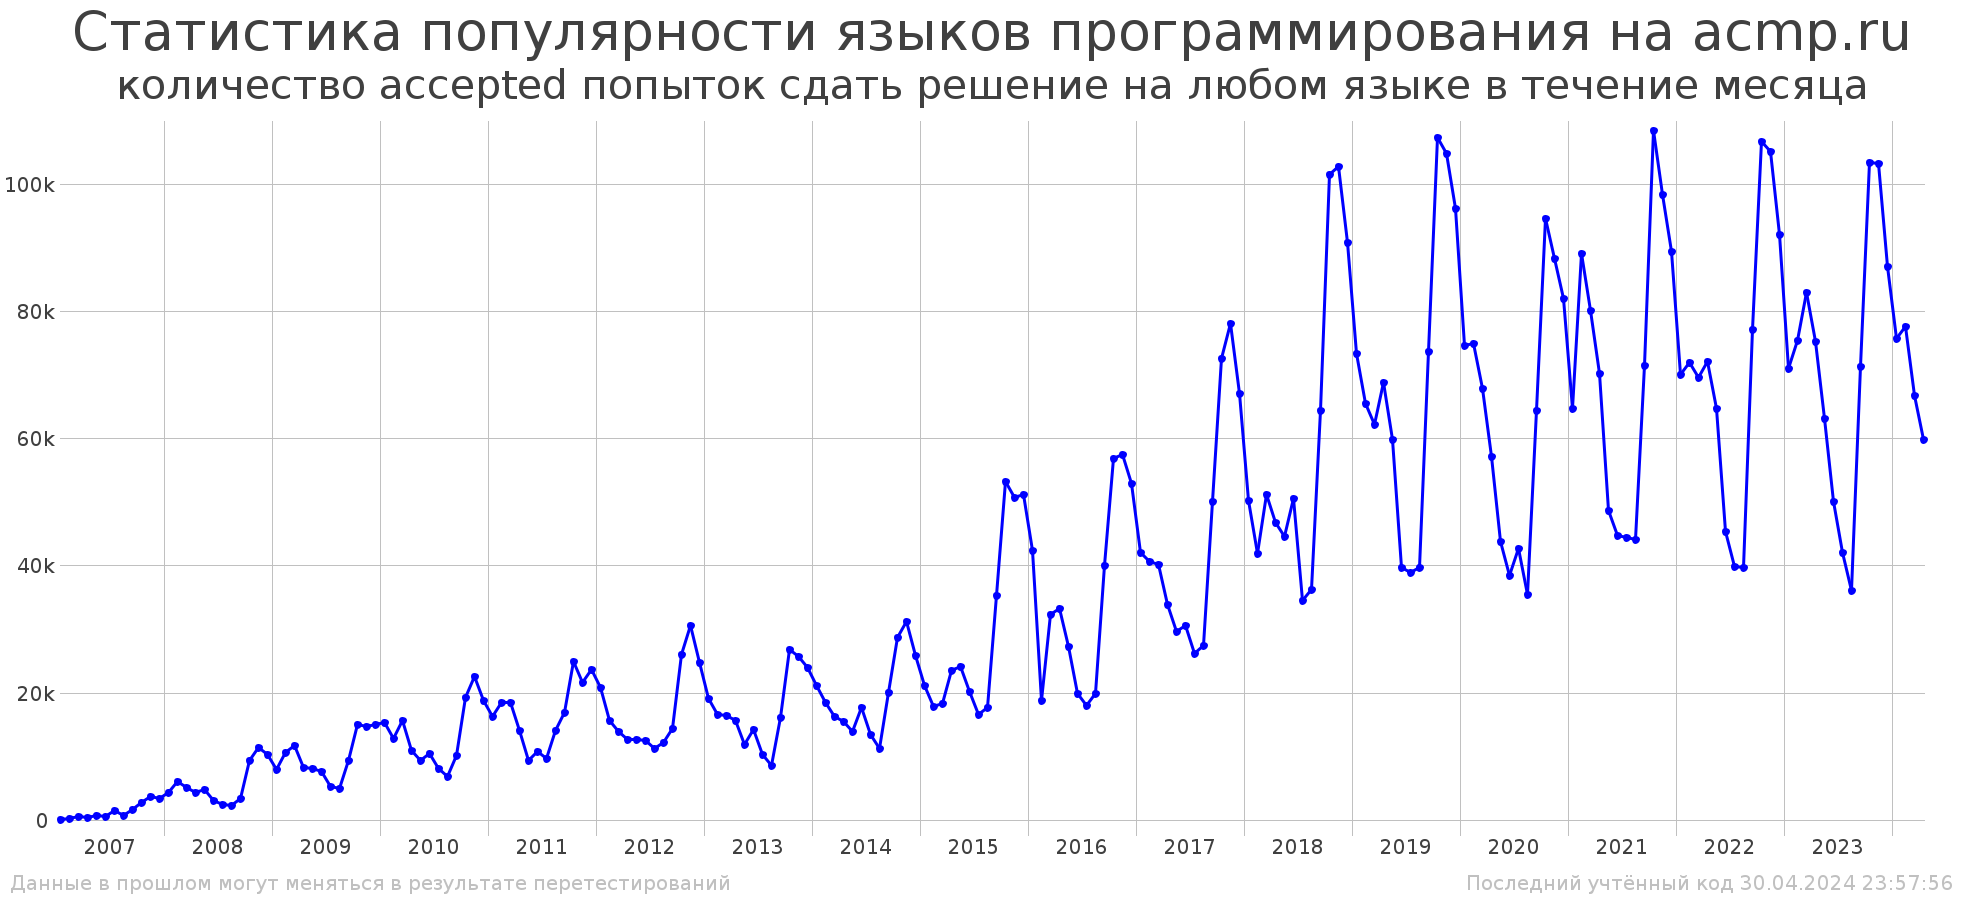 Статистика популярности языков программирования на acmp.ru
количество accepted попыток сдать решение на любом языке в течение месяца
100k
80k
60k
40k
20k
0
2007 2008 2009 2010 2011 2012 2013 2014 2015 2016 2017 2018 2019 2020 2021 2022 2023
Данные в прошлом могут меняться в результате перетестирований
Последний учтённый код 30.04.2024 23:57:56